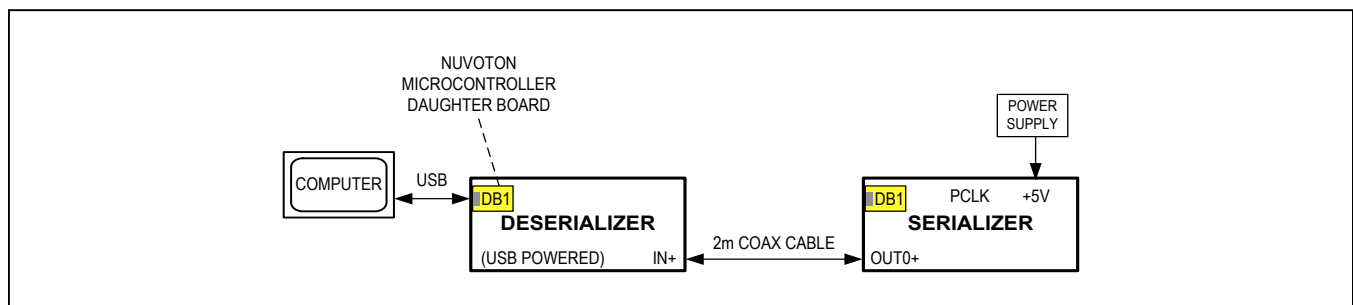 NUVOTON
MICROCONTROLLER
DAUGHTER BOARD
POWER
SUPPLY
COMPUTER
USB
DB1
DESERIALIZER
(USB POWERED) IN+
2m COAX CABLE
DB1 PCLK +5V
SERIALIZER
OUT0+